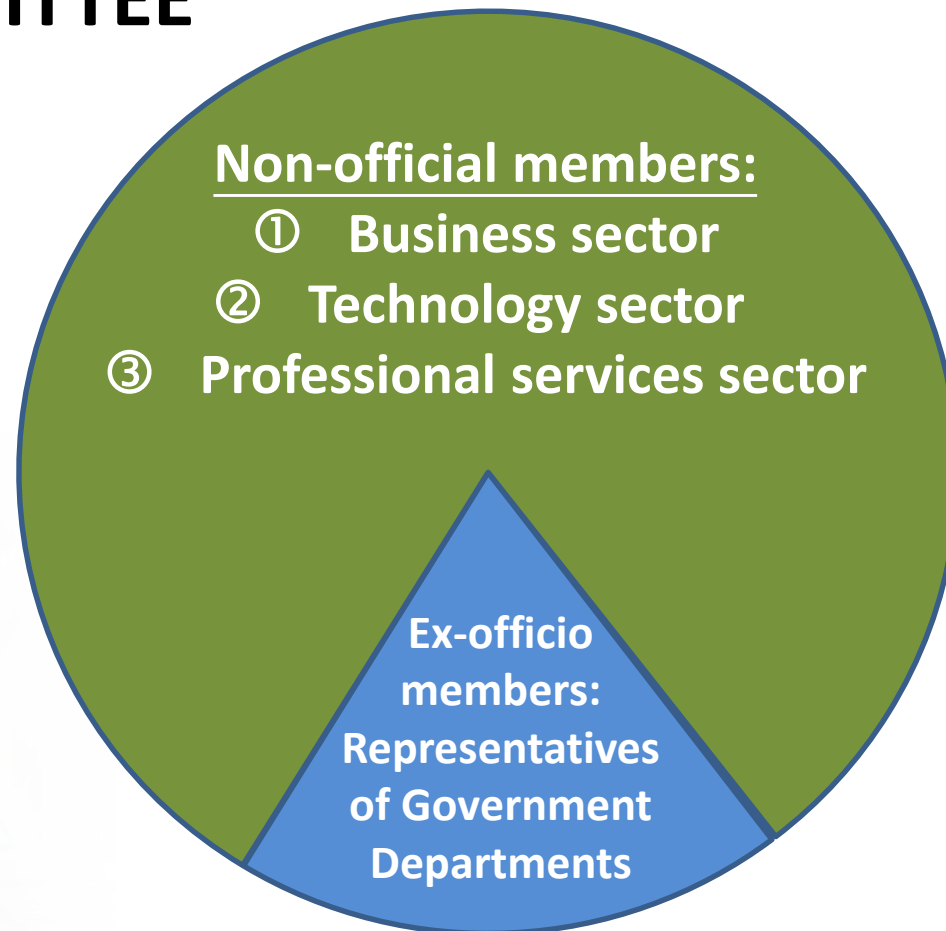 Non-official members:
① Business sector
② Technology sector
③ Professional services sector
Ex-officio
members:
Representatives
of Government
Departments